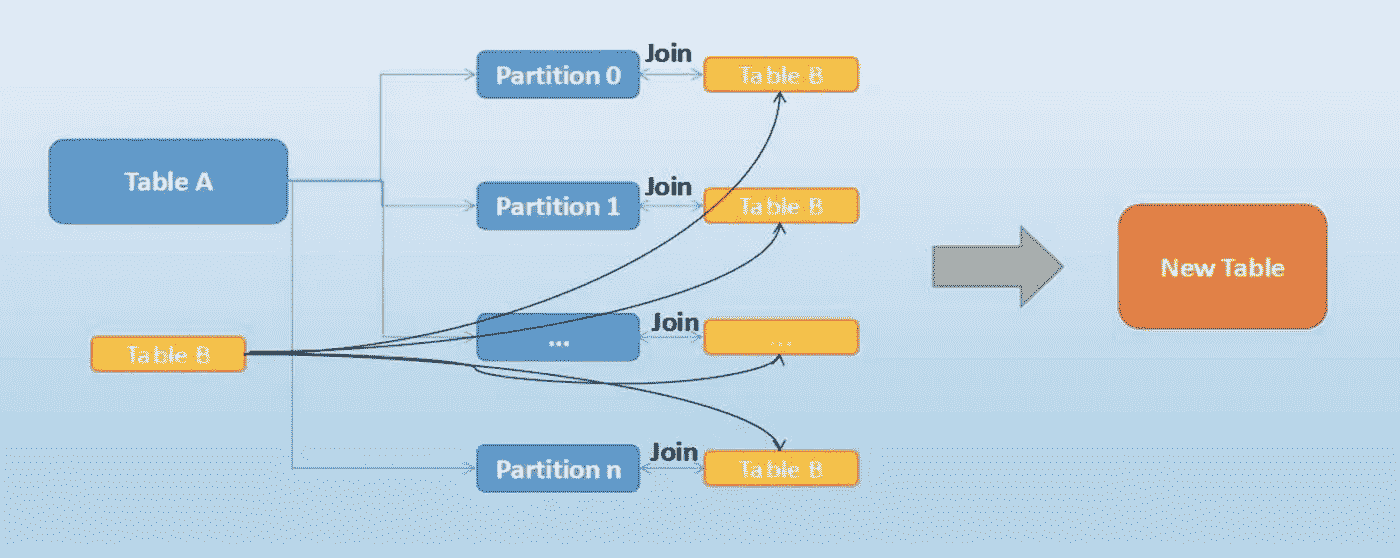 Join
Partition 0
Table B
Table A
Join
Partition 1
Table B
New Table
Join
...
...
Table B
Join
Partition n
Table B